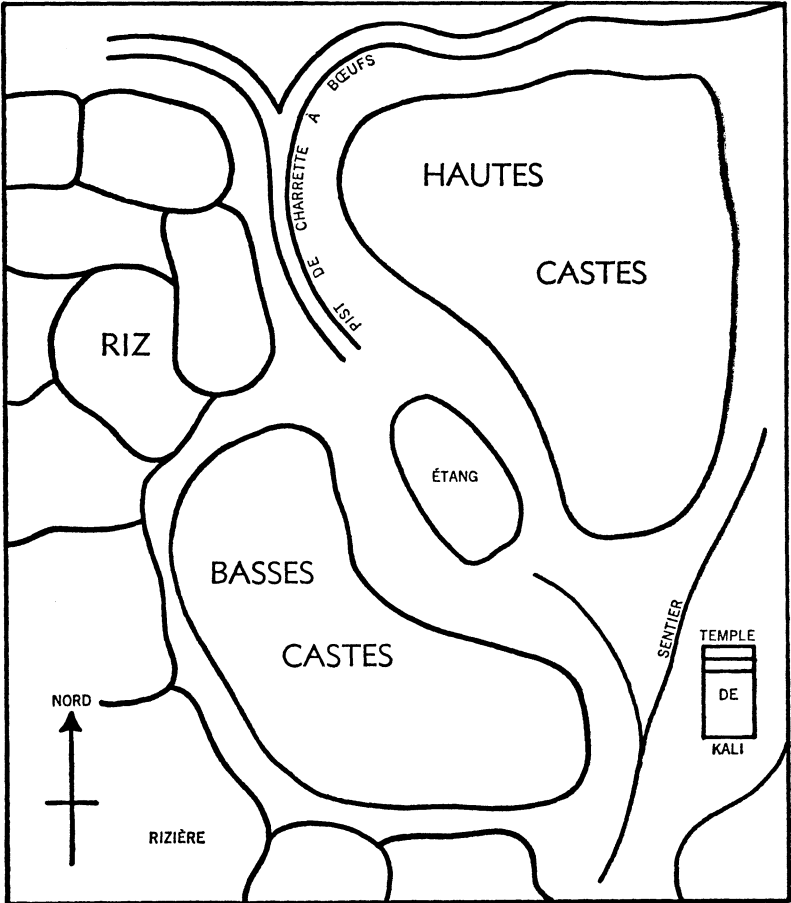 PIST DE CHARRETTE À BŒUFS
HAUTES
CASTES
RIZ
ÉTANG
BASSES
CASTES
SENTIER
TEMPLE
DE
KALI
NORD
RIZIÈRE